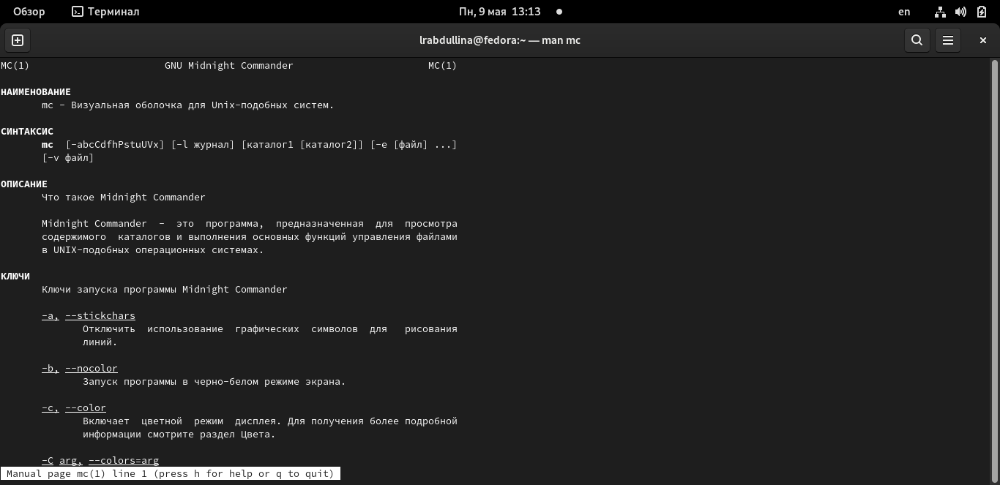 Обзор Терминал Пн, 9 мая 13:13 en
lrabdullina@fedora:~ — man mc
MC(1) GNU Midnight Commander MC(1)
НАИМЕНОВАНИЕ
mc - Визуальная оболочка для Unix-подобных систем.
СИНТАКСИС
mc [-abcCdfhPstuUVx] [-l журнал] [каталог1 [каталог2]] [-e [файл] ...]
[-v файл]
ОПИСАНИЕ
Что такое Midnight Commander
Midnight Commander - это программа, предназначенная для просмотра
содержимого каталогов и выполнения основных функций управления файлами
в UNIX-подобных операционных системах.
КЛЮЧИ
Ключи запуска программы Midnight Commander
-a, --stickchars
Отключить использование графических символов для рисования
линий.
-b, --nocolor
Запуск программы в черно-белом режиме экрана.
-c, --color
Включает цветной режим дисплея. Для получения более подробной
информации смотрите раздел Цвета.
-C arg, --colors=arg
Manual page mc(1) line 1 (press h for help or q to quit)